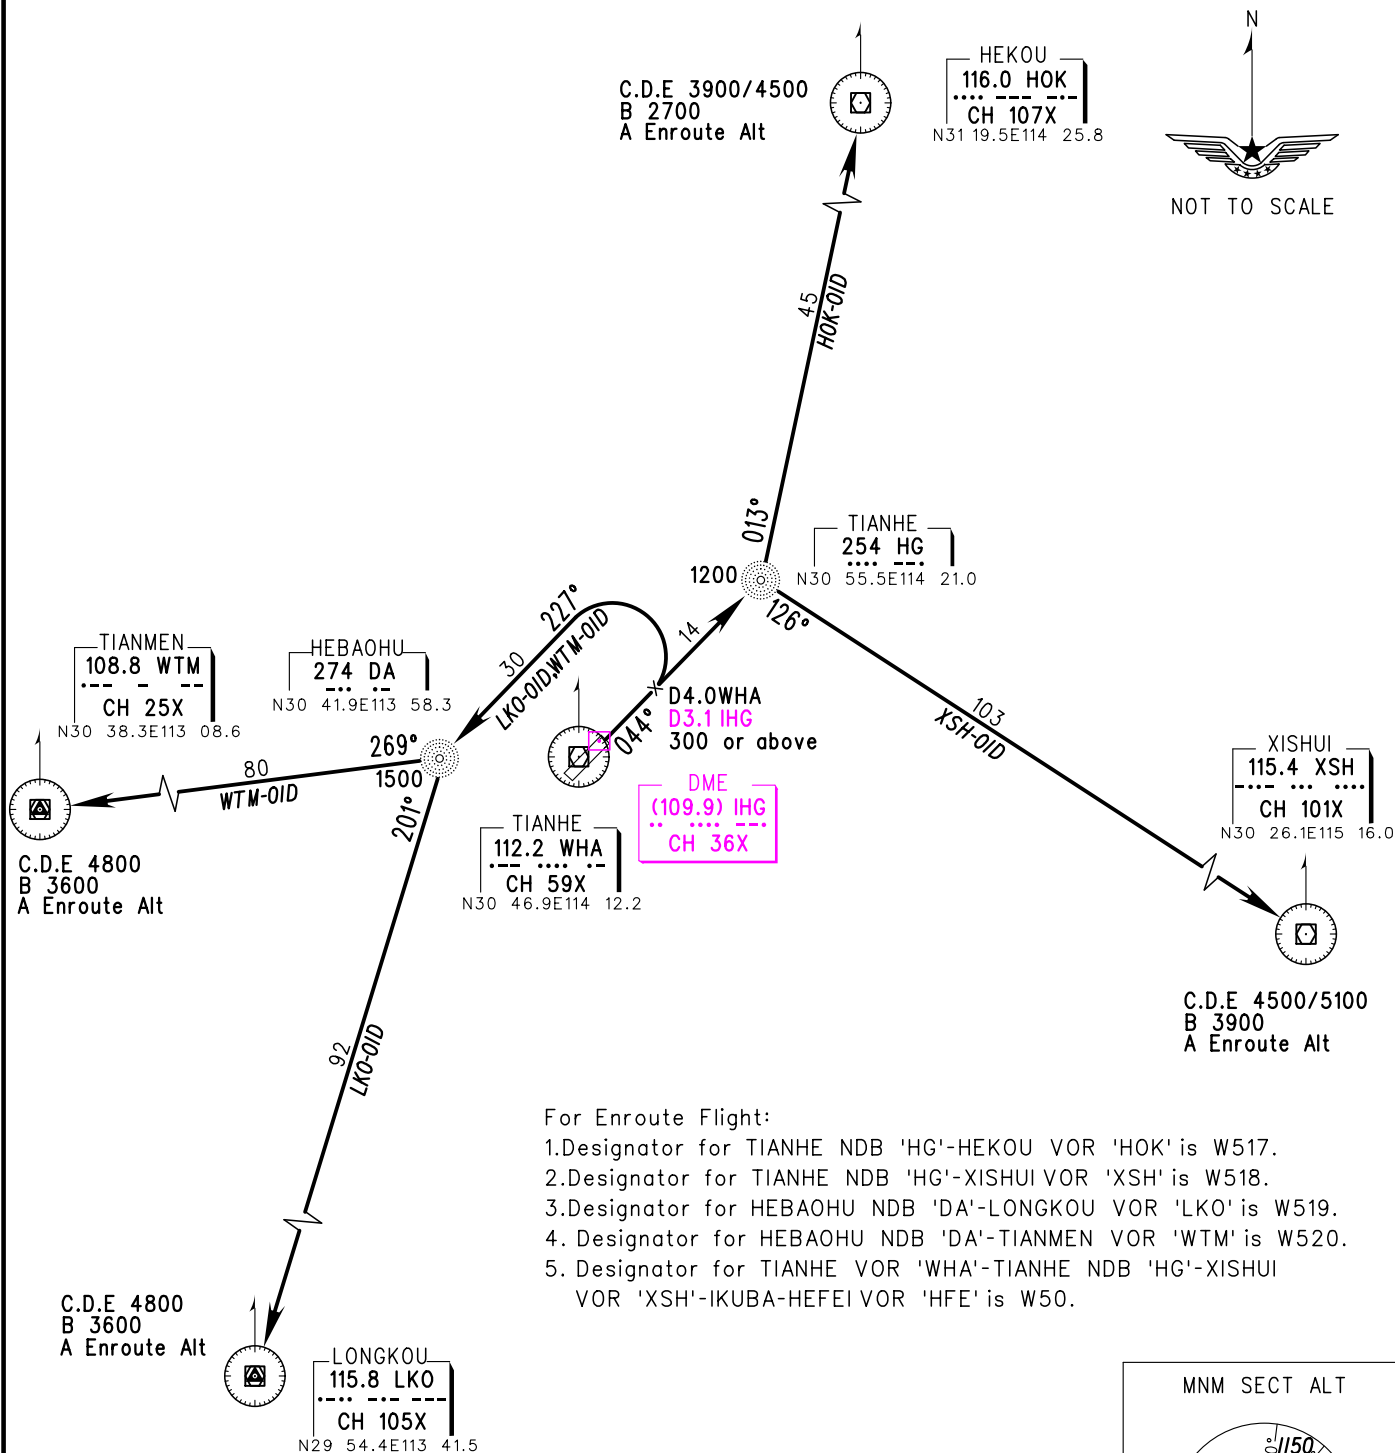 N
NOT TO SCALE
C.D.E 3900/4500
B 2700
A Enroute Alt
HEKOU
116.0 HOK
CH 107X
N31 19.5E114 25.8
45
HOK-01D
013°
TIANHE
254 HG
N30 55.5E114 21.0
1200
126°
14
227°
30
LKO-01D,WTM-01D
TIANMEN
108.8 WTM
CH 25X
N30 38.3E113 08.6
HEBAOHU
274 DA
N30 41.9E113 58.3
D4.0WHA
D3.1 IHG
300 or above
044°
103
XSH-01D
269°
1500
80
WTM-01D
201°
DME
(109.9) IHG
CH 36X
XISHUI
115.4 XSH
CH 101X
N30 26.1E115 16.0
TIANHE
112.2 WHA
CH 59X
N30 46.9E114 12.2
C.D.E 4800
B 3600
A Enroute Alt
C.D.E 4500/5100
B 3900
A Enroute Alt
92
LKO-01D
For Enroute Flight:
1.Designator for TIANHE NDB 'HG'-HEKOU VOR 'HOK' is W517.
2.Designator for TIANHE NDB 'HG'-XISHUI VOR 'XSH' is W518.
3.Designator for HEBAOHU NDB 'DA'-LONGKOU VOR 'LKO' is W519.
4. Designator for HEBAOHU NDB 'DA'-TIANMEN VOR 'WTM' is W520.
5. Designator for TIANHE VOR 'WHA'-TIANHE NDB 'HG'-XISHUI
VOR 'XSH'-IKUBA-HEFEI VOR 'HFE' is W50.
C.D.E 4800
B 3600
A Enroute Alt
LONGKOU
115.8 LKO
CH 105X
N29 54.4E113 41.5
MNM SECT ALT
1150